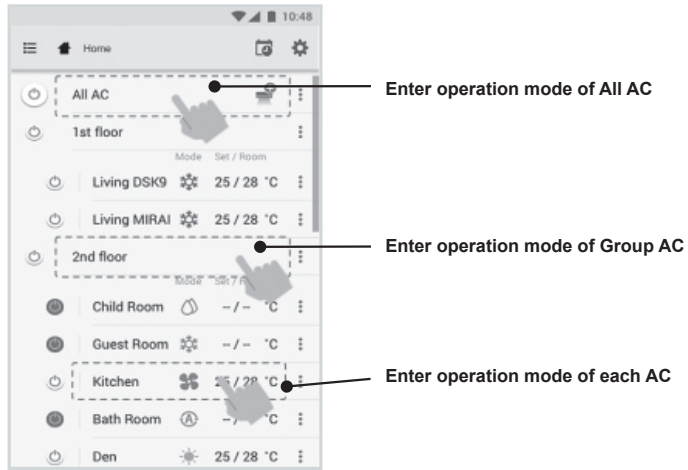 10:48
Home
All AC
Enter operation mode of All AC
1st floor
Mode Set / Room
Living DSK9 25 / 28 °C
Living MIRAI 25 / 28 °C
2nd floor
Enter operation mode of Group AC
Mode Set /
Child Room – / – °C
Guest Room – / – °C
Kitchen 25 / 28 °C
Enter operation mode of each AC
Bath Room A – / °C
Den 25 / 28 °C